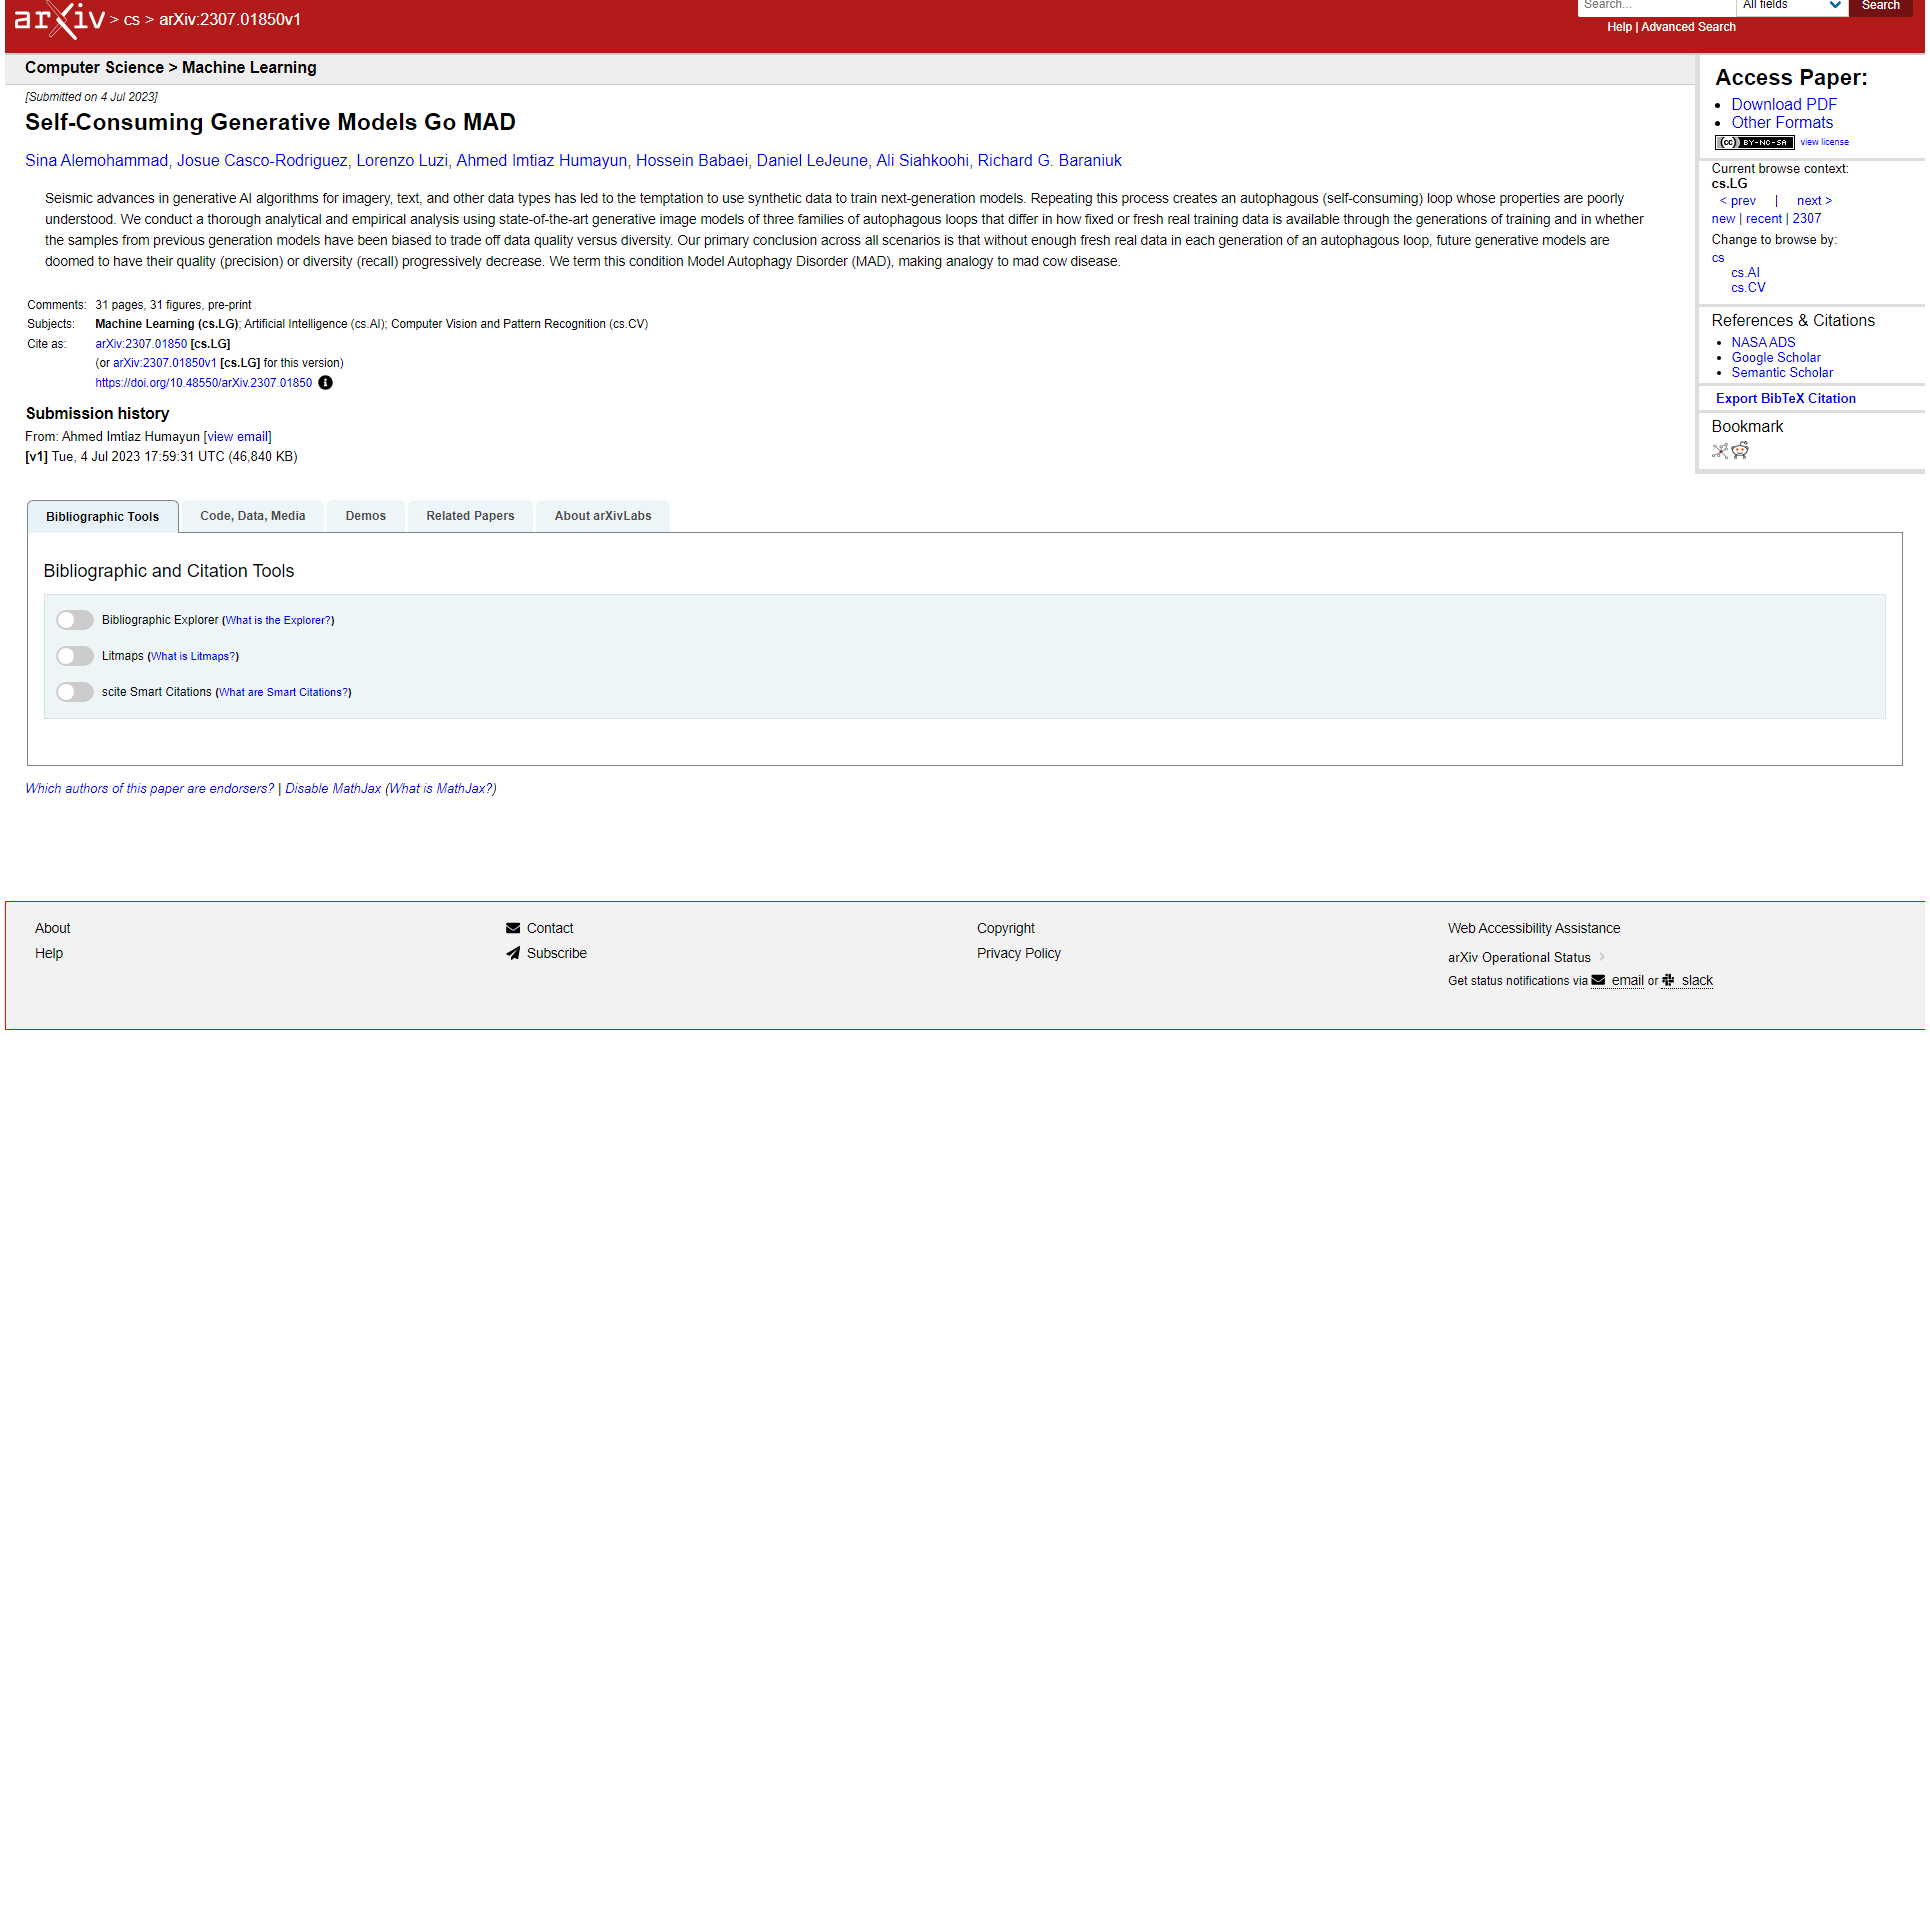 arXiv > cs > arXiv:2307.01850v1
Search...
All fields
Search
Help | Advanced Search
Computer Science > Machine Learning
[Submitted on 4 Jul 2023]
Self-Consuming Generative Models Go MAD
Sina Alemohammad, Josue Casco-Rodriguez, Lorenzo Luzi, Ahmed Imtiaz Humayun, Hossein Babaei, Daniel LeJeune, Ali Siahkoohi, Richard G. Baraniuk
Seismic advances in generative AI algorithms for imagery, text, and other data types has led to the temptation to use synthetic data to train next-generation models. Repeating this process creates an autophagous (self-consuming) loop whose properties are poorly
understood. We conduct a thorough analytical and empirical analysis using state-of-the-art generative image models of three families of autophagous loops that differ in how fixed or fresh real training data is available through the generations of training and in whether
the samples from previous generation models have been biased to trade off data quality versus diversity. Our primary conclusion across all scenarios is that without enough fresh real data in each generation of an autophagous loop, future generative models are
doomed to have their quality (precision) or diversity (recall) progressively decrease. We term this condition Model Autophagy Disorder (MAD), making analogy to mad cow disease.
Comments: 31 pages, 31 figures, pre-print
Subjects: Machine Learning (cs.LG); Artificial Intelligence (cs.AI); Computer Vision and Pattern Recognition (cs.CV)
Cite as: arXiv:2307.01850 [cs.LG]
(or arXiv:2307.01850v1 [cs.LG] for this version)
https://doi.org/10.48550/arXiv.2307.01850
Submission history
From: Ahmed Imtiaz Humayun [view email]
[v1] Tue, 4 Jul 2023 17:59:31 UTC (46,840 KB)
Access Paper:
Download PDF
Other Formats
(cc) BY-NC-SA view license
Current browse context:
cs.LG
< prev | next >
new | recent | 2307
Change to browse by:
cs
cs.AI
cs.CV
References & Citations
NASA ADS
Google Scholar
Semantic Scholar
Export BibTeX Citation
Bookmark
Bibliographic Tools
Code, Data, Media
Demos
Related Papers
About arXivLabs
Bibliographic and Citation Tools
Bibliographic Explorer (What is the Explorer?)
Litmaps (What is Litmaps?)
scite Smart Citations (What are Smart Citations?)
Which authors of this paper are endorsers? | Disable MathJax (What is MathJax?)
About
Help
Contact
Subscribe
Copyright
Privacy Policy
Web Accessibility Assistance
arXiv Operational Status >
Get status notifications via email or slack